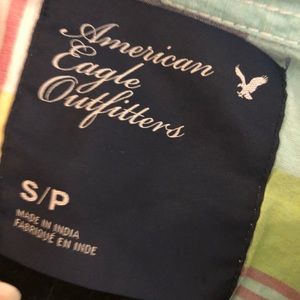 American
Eagle
Outfitters
S/P
MADE IN INDIA
FABRIQUÉ EN INDE